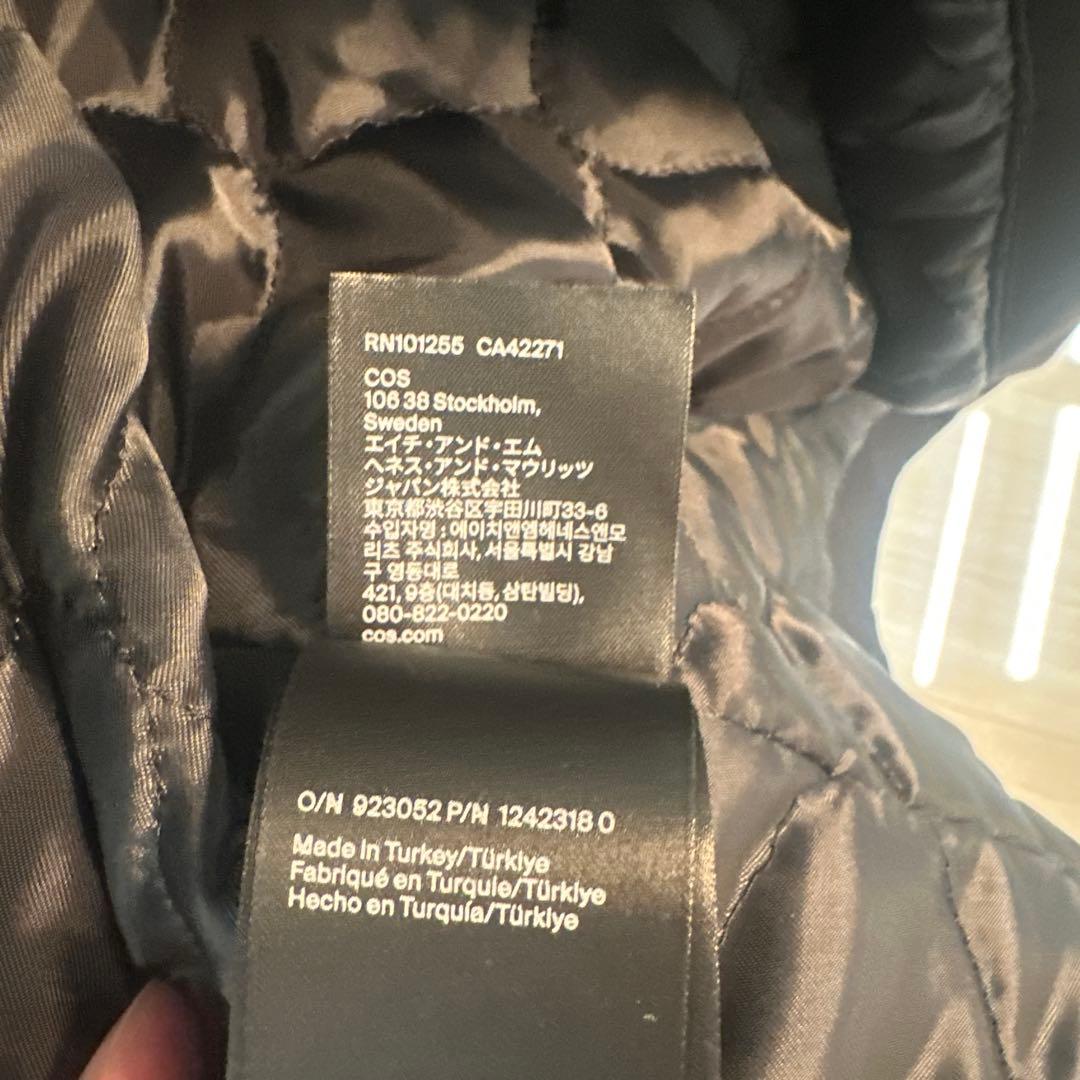 RN101255 CA42271
COS
106 38 Stockholm,
Sweden
エイチ・アンド・エム
ヘネス・アンド・マウリッツ
ジャパン株式会社
東京都渋谷区宇田川町33-6
수입자명 : 에이치앤엠헤네스앤모
리츠 주식회사, 서울특별시 강남
구 영동대로
421, 9층(대치동, 삼탄빌딩),
080-822-0220
cos.com
O/N 923052 P/N 1242318 0
Made in Turkey/Türkiye
Fabriqué en Turquie/Türkiye
Hecho en Turquía/Türkiye